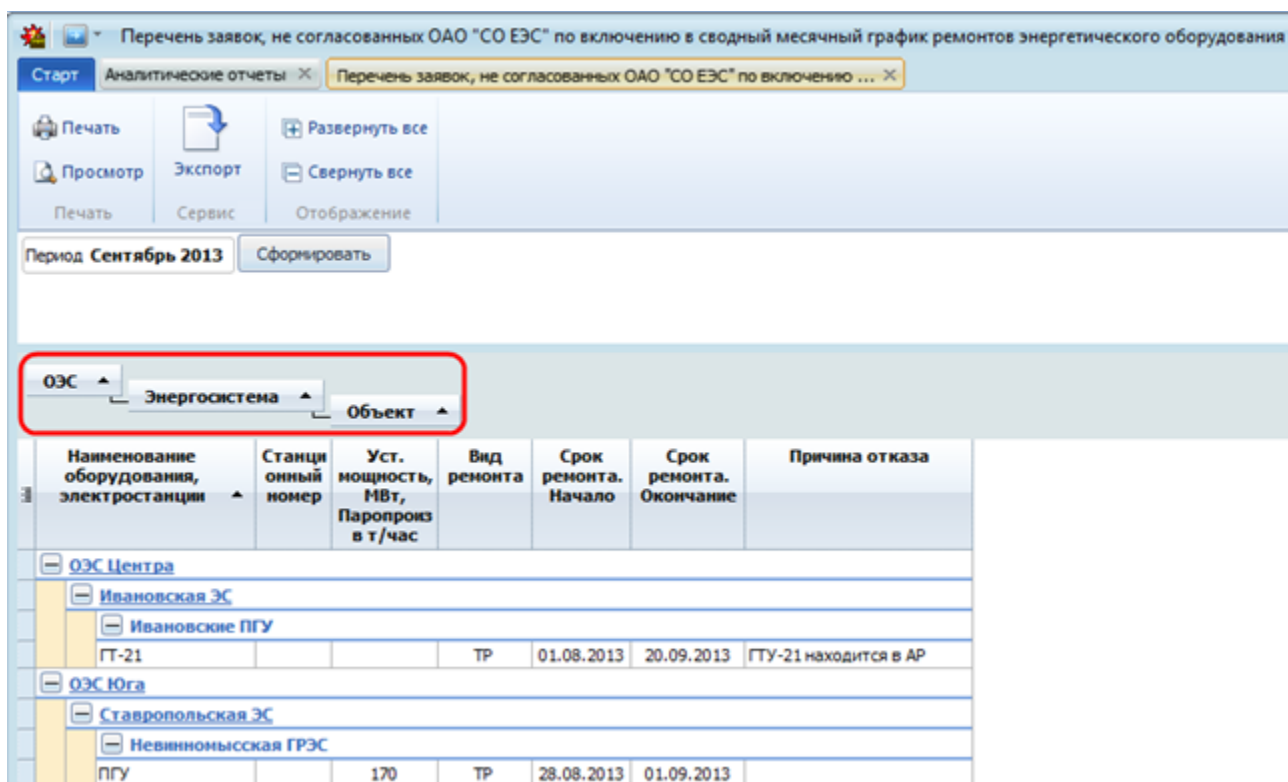 Перечень заявок, не согласованных ОАО "СО ЕЭС" по включению в сводный месячный график ремонтов энергетического оборудования
Старт Аналитические отчеты Перечень заявок, не согласованных ОАО "СО ЕЭС" по включению ...
Печать Развернуть все
Просмотр Экспорт Свернуть все
Печать Сервис Отображение
Период Сентябрь 2013 Сформировать
ОЭС
Энергосистема
Объект
Наименование Станци Уст. Вид Срок Срок Причина отказа
оборудования, онный мощность, ремонта ремонта. ремонта.
электростанции номер МВт, Начало Окончание
Паропроиз
в т/час
ОЭС Центра
Ивановская ЭС
Ивановские ПГУ
ГТ-21 ТР 01.08.2013 20.09.2013 ГТУ-21 находится в АР
ОЭС Юга
Ставропольская ЭС
Невинномысская ГРЭС
ПГУ 170 ТР 28.08.2013 01.09.2013